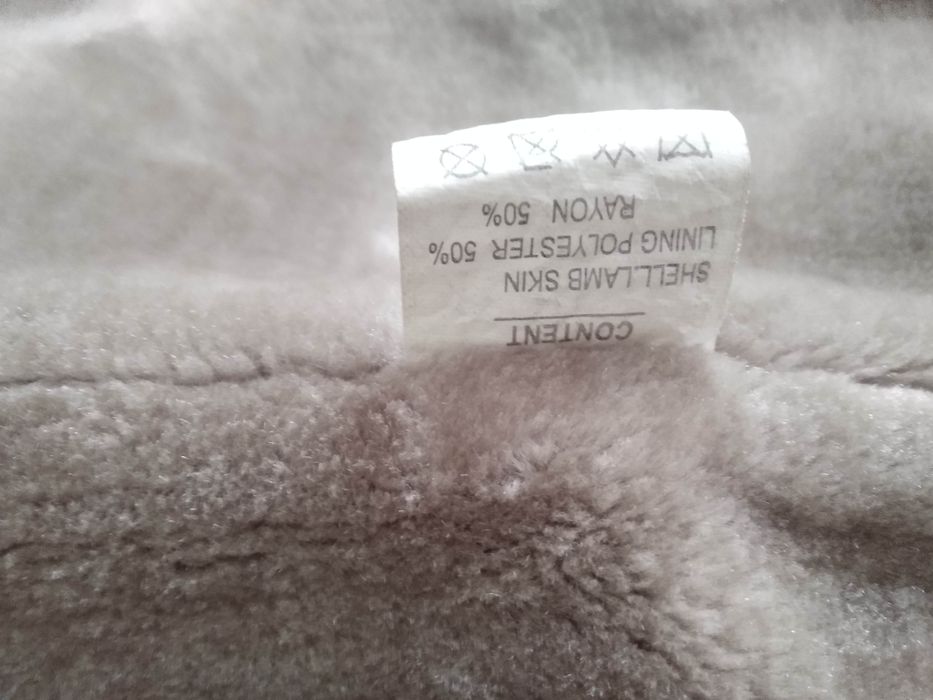 CONTENT
SHELL.LAMB SKIN
LINING POLYESTER 50%
RAYON 50%